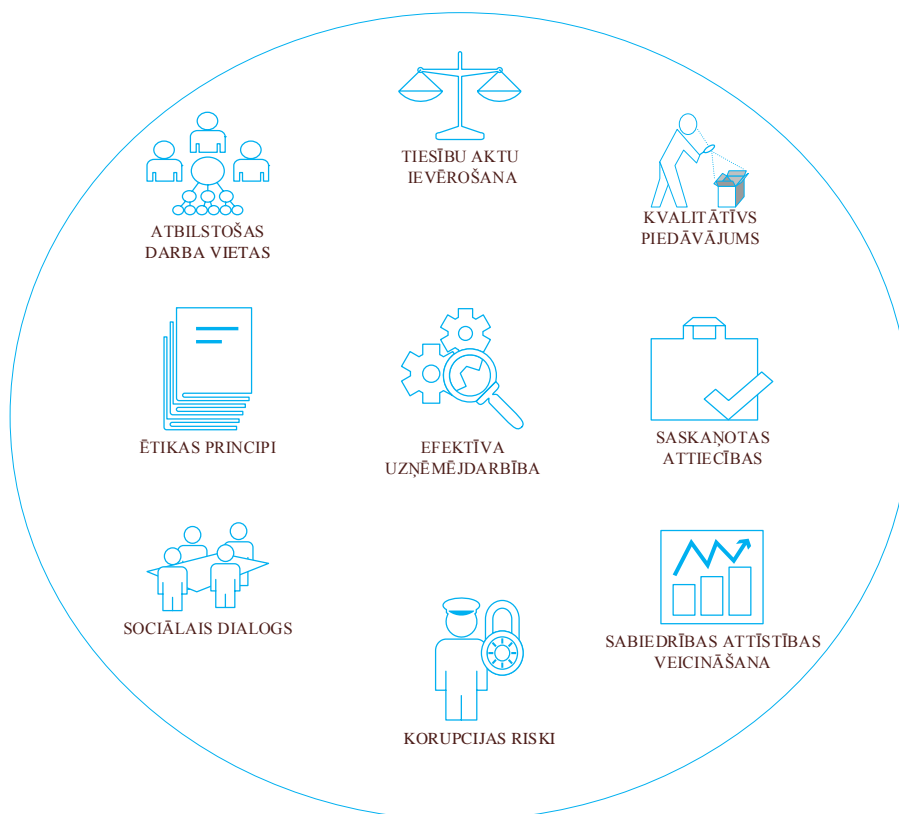 TIESĪBU AKTU
IEVĒROŠANA
KVALITĀTĪVS
PIEDĀVĀJUMS
ATBILSTOŠAS
DARBA VIETAS
ĒTIKAS PRINCIPI
EFEKTĪVA
UZŅĒMĒJDARBĪBA
SASKAŅOTAS
ATTIECĪBAS
SOCIĀLAIS DIALOGS
KORUPCIJAS RISKI
SABIEDRĪBAS ATTĪSTĪBAS
VEICINĀŠANA